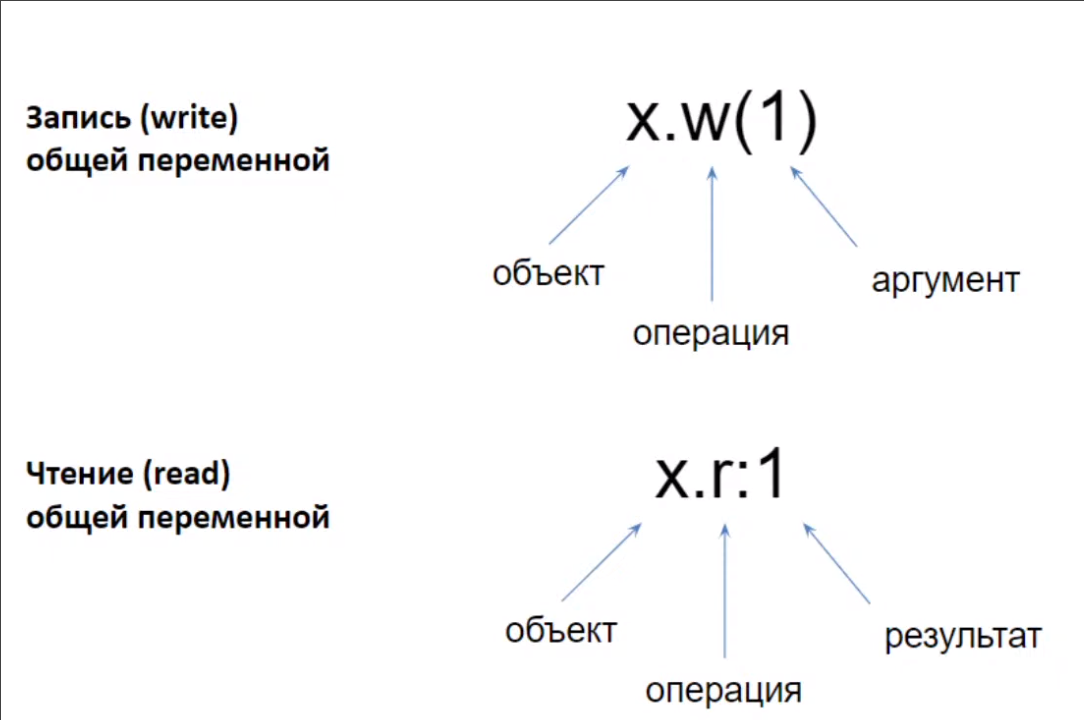 Запись (write)
общей переменной
x.w(1)
объект
операция
аргумент
Чтение (read)
общей переменной
x.r:1
объект
операция
результат